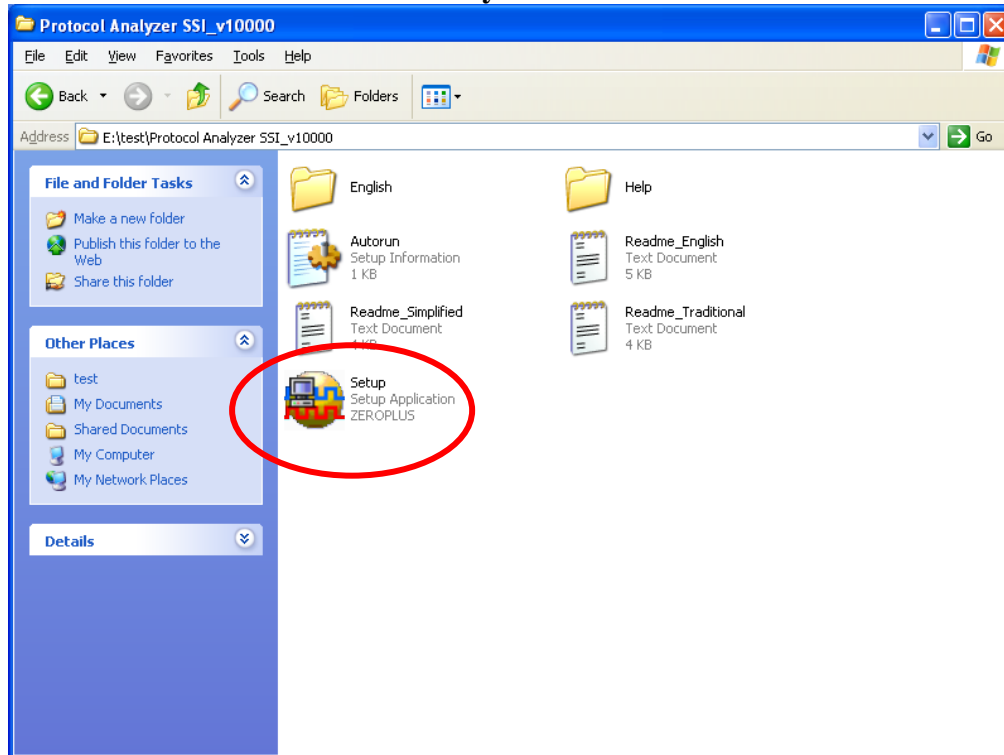 Protocol Analyzer SSI_v10000
File Edit View Favorites Tools Help
Back Search Folders
Address E:\test\Protocol Analyzer SSI_v10000 Go
File and Folder Tasks
Make a new folder
Publish this folder to the
Web
Share this folder
Other Places
test
My Documents
Shared Documents
My Computer
My Network Places
Details
English
Help
Autorun
Setup Information
1 KB
Readme_English
Text Document
5 KB
Readme_Simplified
Text Document
4 KB
Readme_Traditional
Text Document
4 KB
Setup
Setup Application
ZEROPLUS